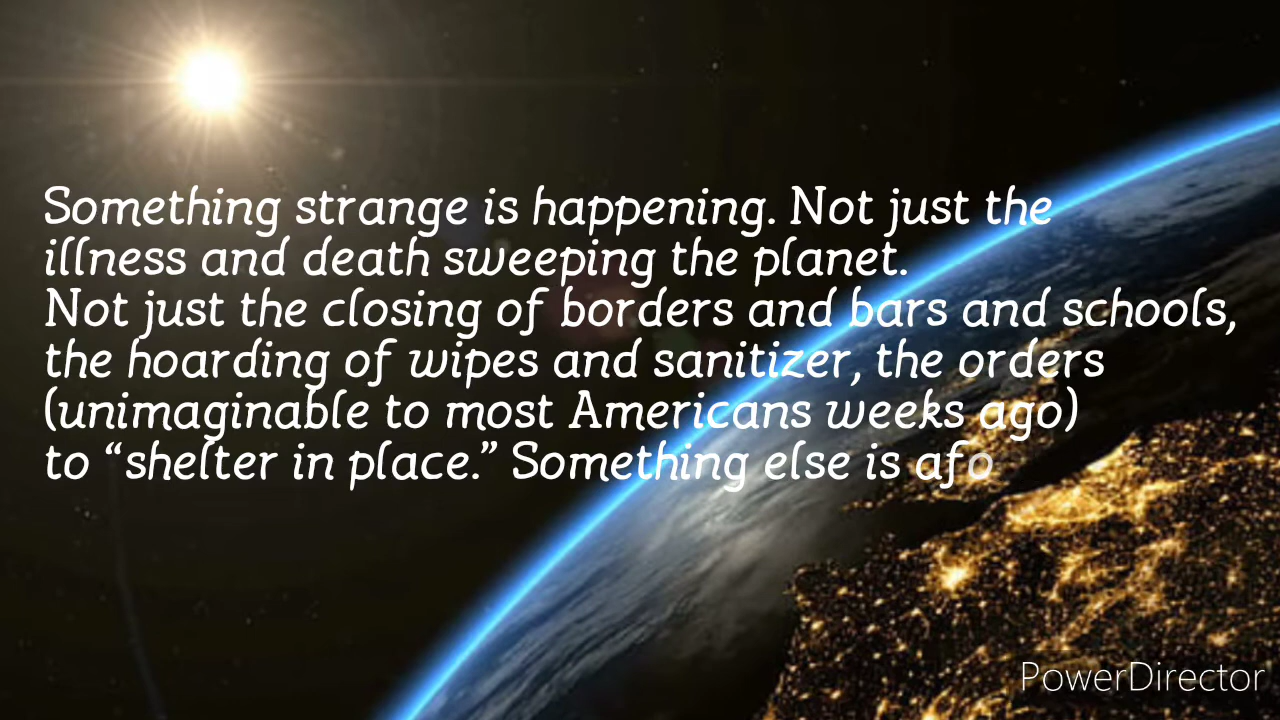 Something strange is happening. Not just the
illness and death sweeping the planet.
Not just the closing of borders and bars and schools,
the hoarding of wipes and sanitizer, the orders
(unimaginable to most Americans weeks ago)
to “shelter in place.” Something else is afo
PowerDirector